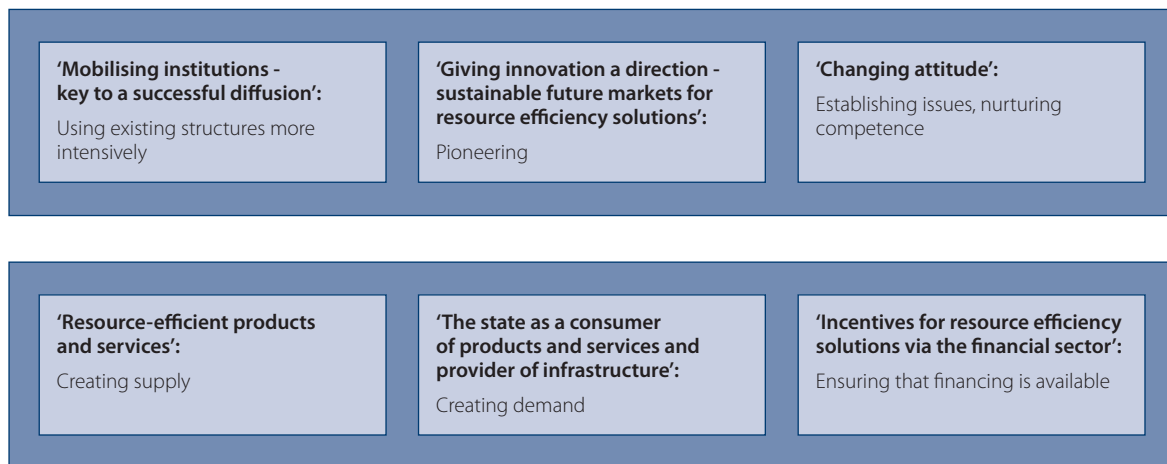 ‘Mobilising institutions -
key to a successful diffusion’:
Using existing structures more
intensively
‘Giving innovation a direction -
sustainable future markets for
resource efficiency solutions’:
Pioneering
‘Changing attitude’:
Establishing issues, nurturing
competence
‘Resource-efficient products
and services’:
Creating supply
‘The state as a consumer
of products and services and
provider of infrastructure’:
Creating demand
‘Incentives for resource efficiency
solutions via the financial sector’:
Ensuring that financing is available